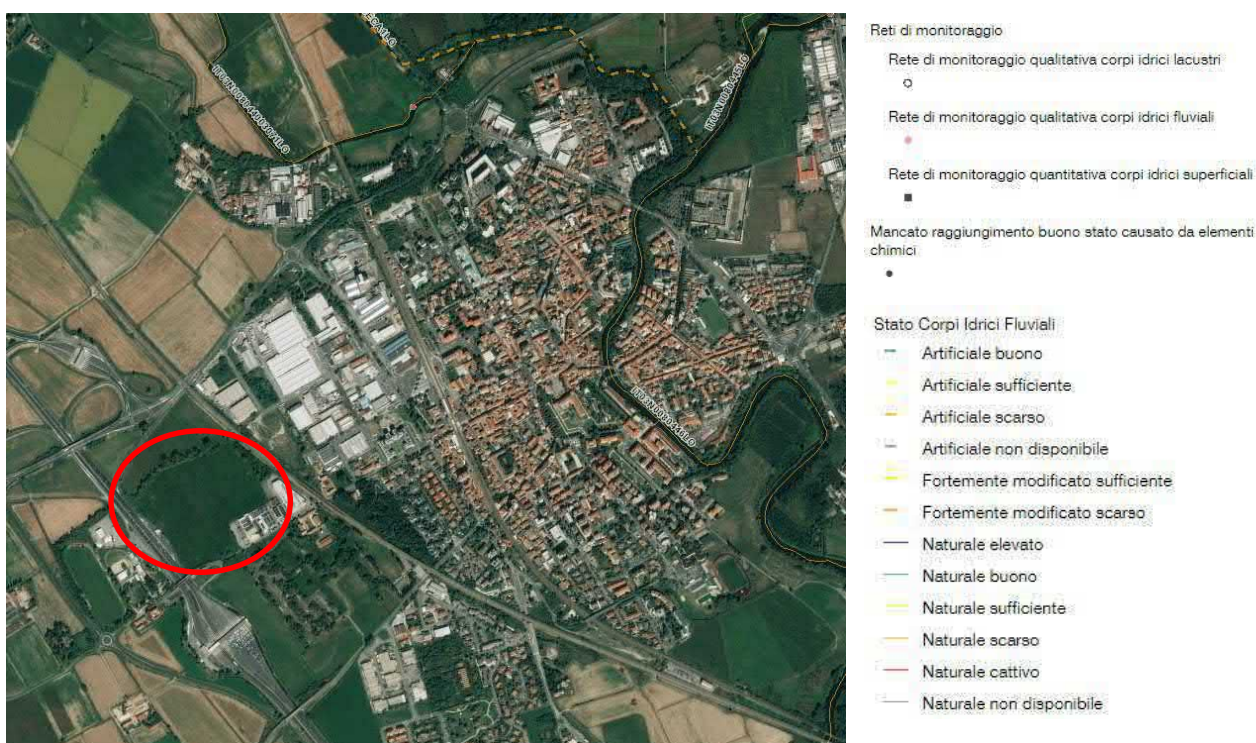 Reti di monitoraggio
Rete di monitoraggio qualitativa corpi idrici lacustri
Rete di monitoraggio qualitativa corpi idrici fluviali
Rete di monitoraggio quantitativa corpi idrici superficiali
Mancato raggiungimento buono stato causato da elementi
chimici
Stato Corpi Idrici Fluviali
Artificiale buono
Artificiale sufficiente
Artificiale scarso
Artificiale non disponibile
Fortemente modificato sufficiente
Fortemente modificato scarso
Naturale elevato
Naturale buono
Naturale sufficiente
Naturale scarso
Naturale cattivo
Naturale non disponibile